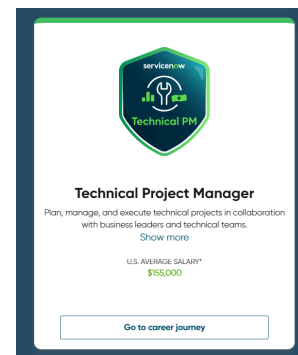 servicenow
Technical PM
Technical Project Manager
Plan, manage, and execute technical projects in collaboration
with business leaders and technical teams.
Show more
U.S. AVERAGE SALARY*
$155,000
Go to career journey